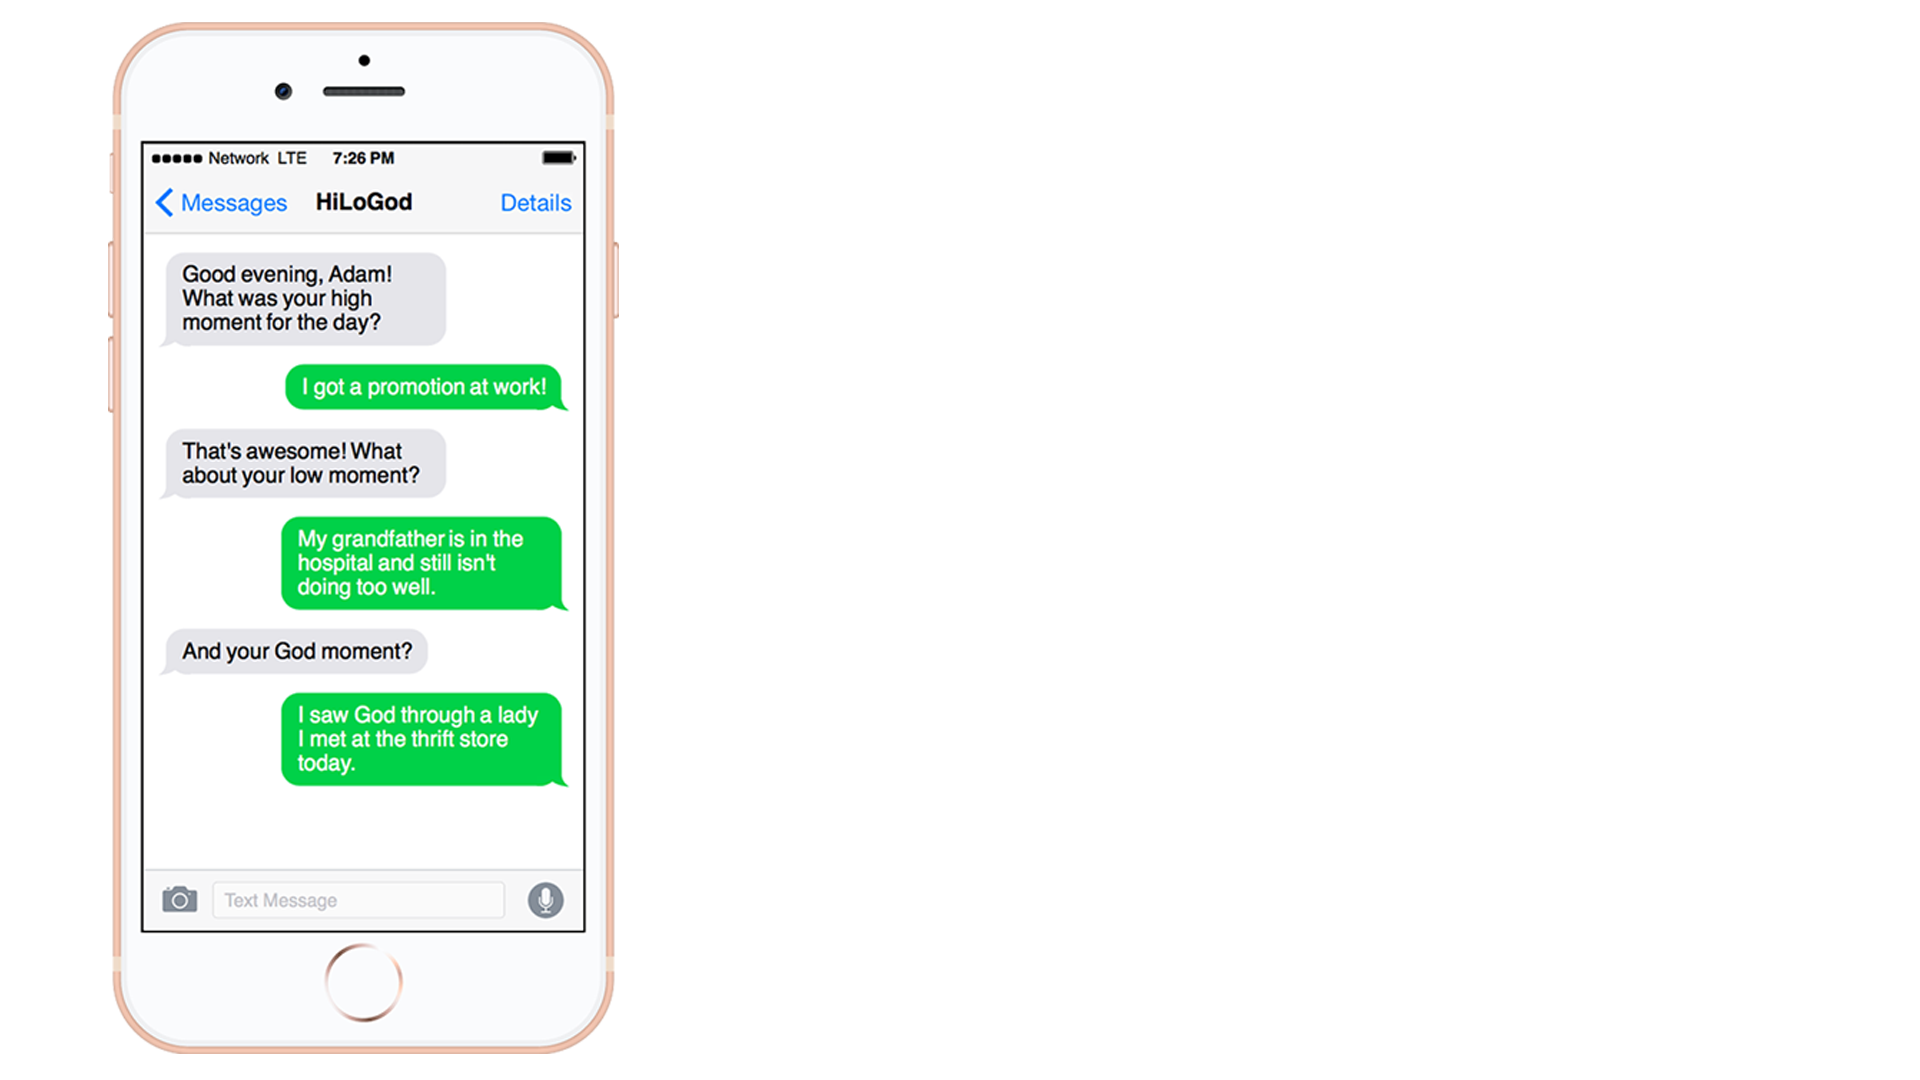 Network LTE 7:26 PM
Messages HiLoGod Details
Good evening, Adam!
What was your high
moment for the day?
I got a promotion at work!
That's awesome! What
about your low moment?
My grandfather is in the
hospital and still isn't
doing too well.
And your God moment?
I saw God through a lady
I met at the thrift store
today.
Text Message